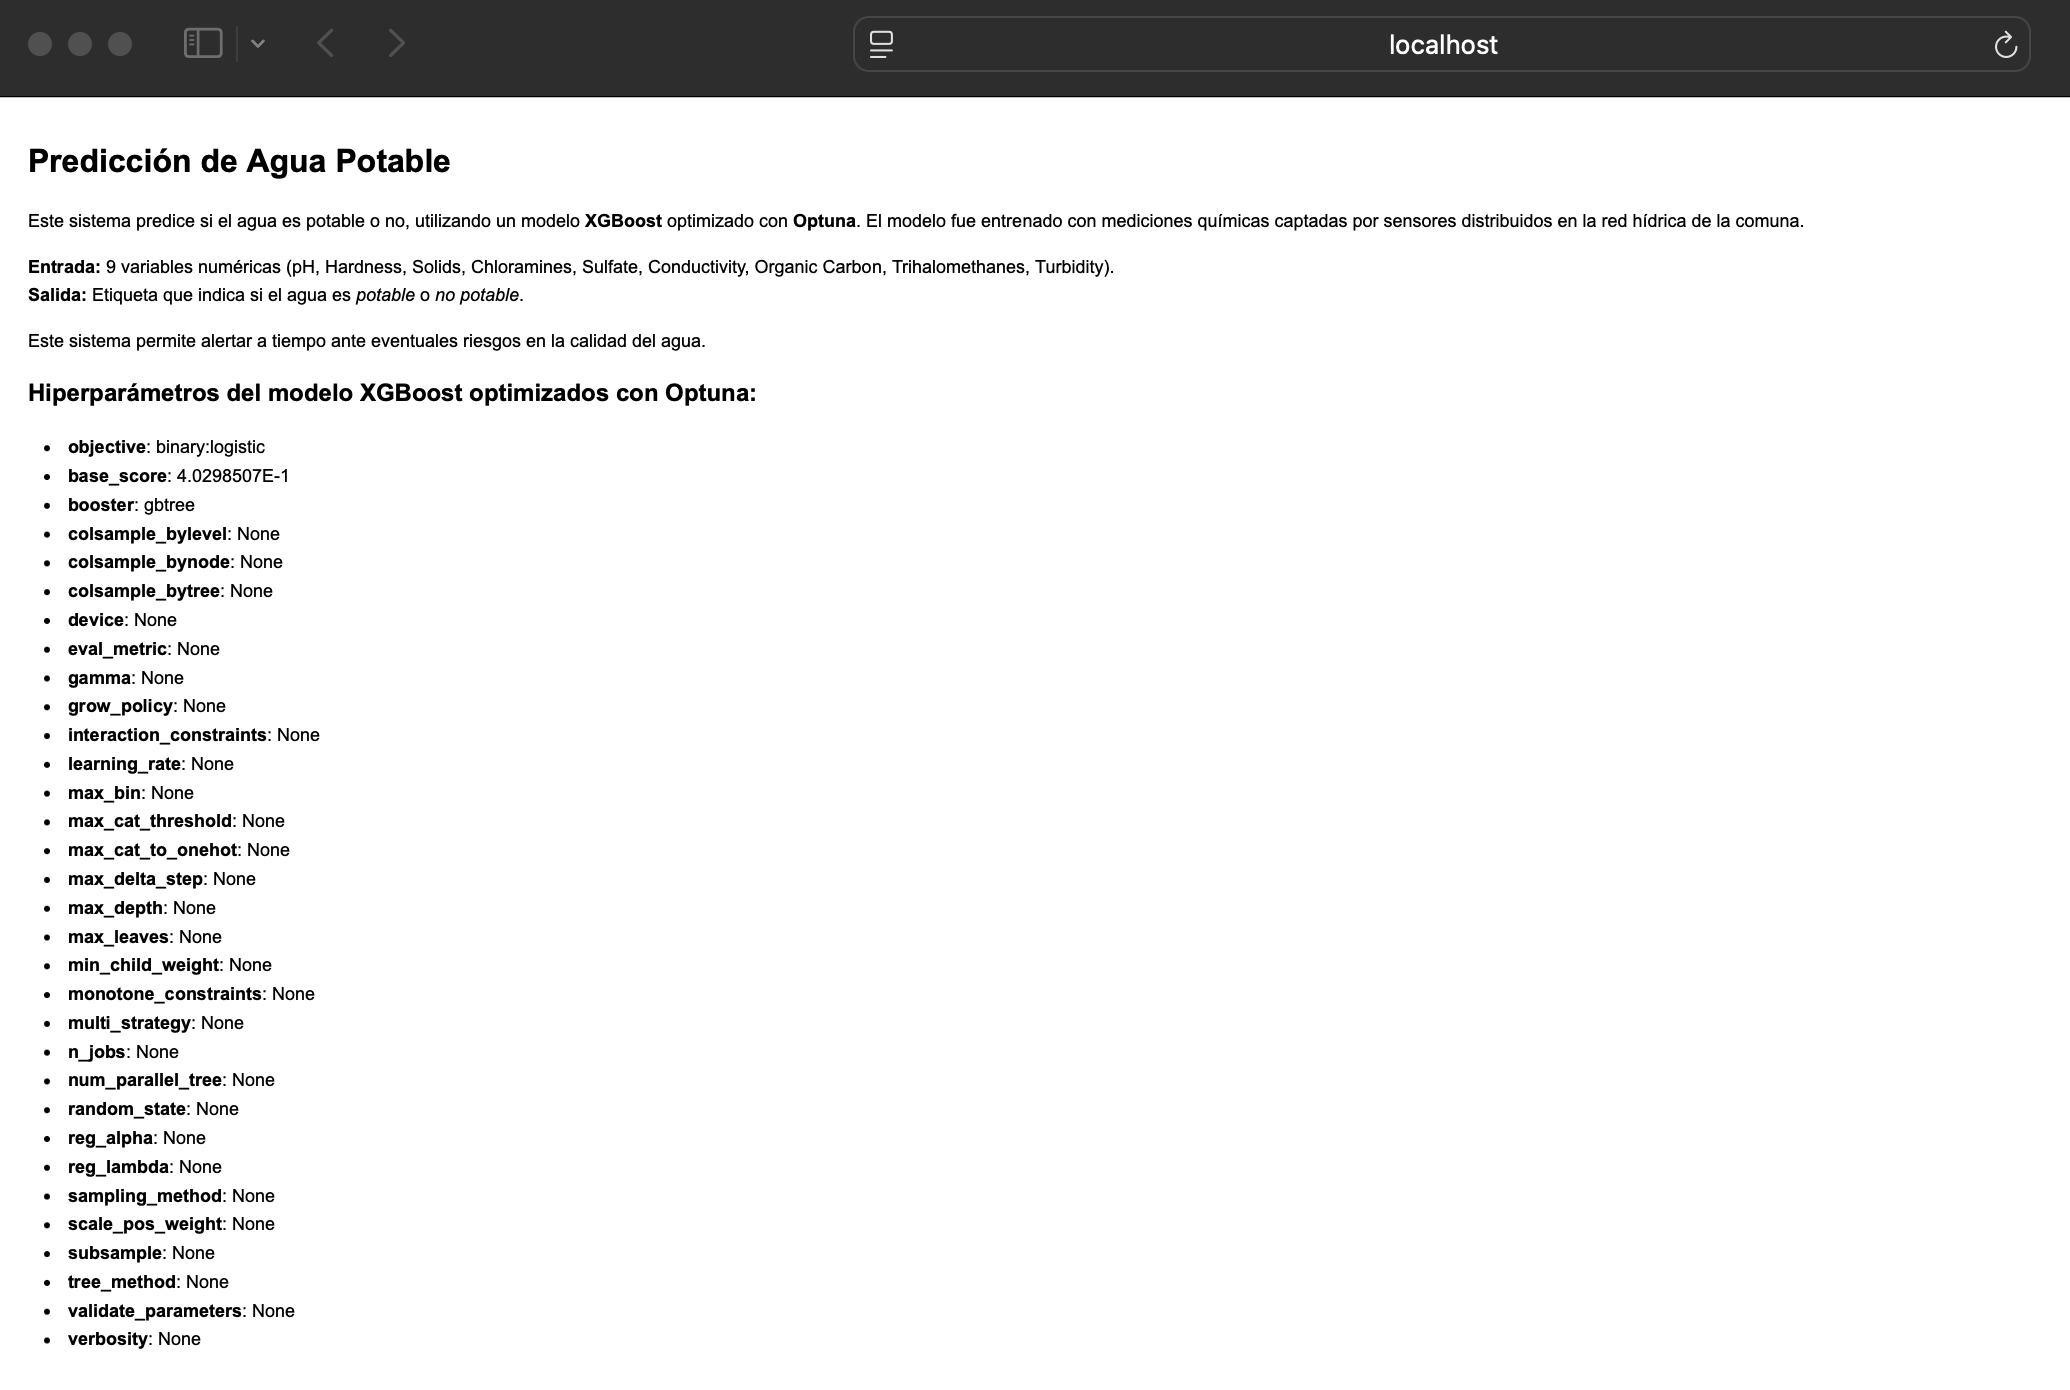 localhost
Predicción de Agua Potable
Este sistema predice si el agua es potable o no, utilizando un modelo XGBoost optimizado con Optuna. El modelo fue entrenado con mediciones químicas captadas por sensores distribuidos en la red hídrica de la comuna.
Entrada: 9 variables numéricas (pH, Hardness, Solids, Chloramines, Sulfate, Conductivity, Organic Carbon, Trihalomethanes, Turbidity).
Salida: Etiqueta que indica si el agua es potable o no potable.
Este sistema permite alertar a tiempo ante eventuales riesgos en la calidad del agua.
Hiperparámetros del modelo XGBoost optimizados con Optuna:
• objective: binary:logistic
• base_score: 4.0298507E-1
• booster: gbtree
• colsample_bylevel: None
• colsample_bynode: None
• colsample_bytree: None
• device: None
• eval_metric: None
• gamma: None
• grow_policy: None
• interaction_constraints: None
• learning_rate: None
• max_bin: None
• max_cat_threshold: None
• max_cat_to_onehot: None
• max_delta_step: None
• max_depth: None
• max_leaves: None
• min_child_weight: None
• monotone_constraints: None
• multi_strategy: None
• n_jobs: None
• num_parallel_tree: None
• random_state: None
• reg_alpha: None
• reg_lambda: None
• sampling_method: None
• scale_pos_weight: None
• subsample: None
• tree_method: None
• validate_parameters: None
• verbosity: None